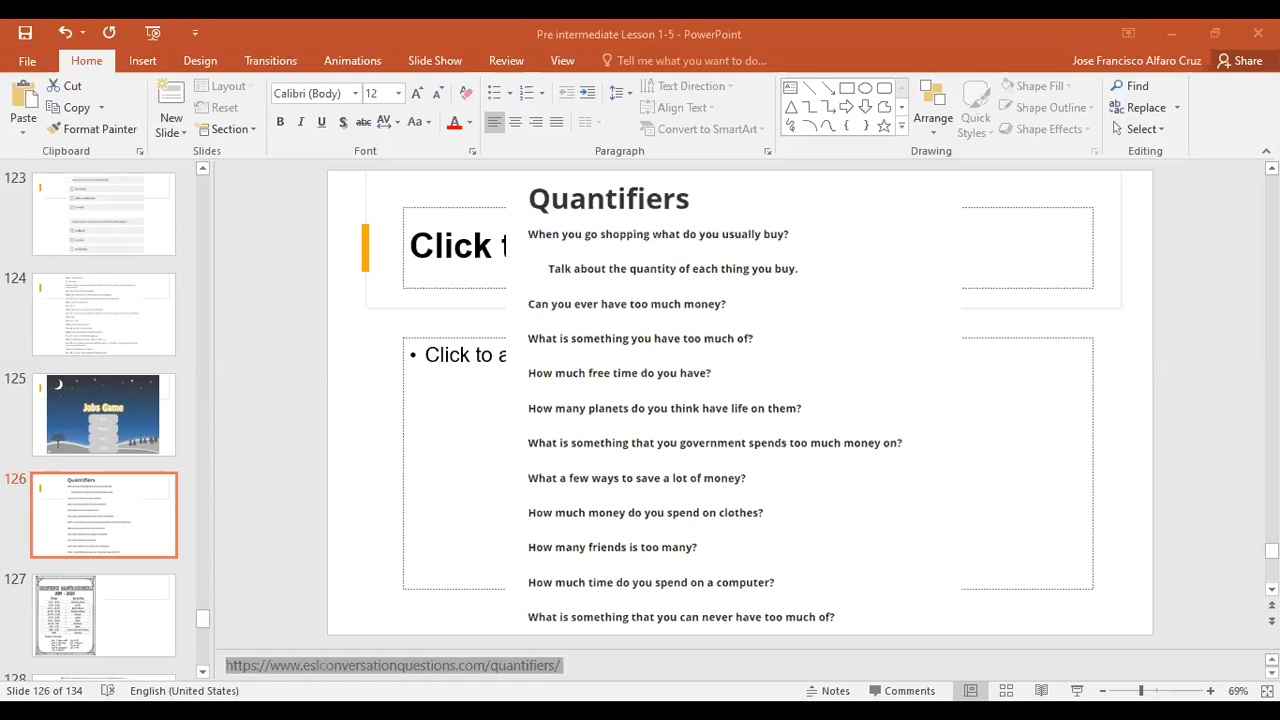 Pre intermediate Lesson 1-5 - PowerPoint
File Home Insert Design Transitions Animations Slide Show Review View Tell me what you want to do... Jose Francisco Alfaro Cruz Share
Paste
Cut
Copy
Format Painter
Clipboard
New Slide
Layout
Reset
Section
Slides
Calibri (Body) 12
B I U S abc AV Aa A
Font
Text Direction
Align Text
Convert to SmartArt
Paragraph
Arrange
Quick Styles
Shape Fill
Shape Outline
Shape Effects
Drawing
Find
Replace
Select
Editing
123
124
125
Jobs Game
126
Quantifiers
127
128
Quantifiers
When you go shopping what do you usually buy?
Click t
Talk about the quantity of each thing you buy.
Can you ever have too much money?
What is something you have too much of?
• Click to a
How much free time do you have?
How many planets do you think have life on them?
What is something that you government spends too much money on?
What a few ways to save a lot of money?
How much money do you spend on clothes?
How many friends is too many?
How much time do you spend on a computer?
What is something that you can never have too much of?
https://www.eslconversationquestions.com/quantifiers/
Slide 126 of 134 English (United States) Notes Comments 69%